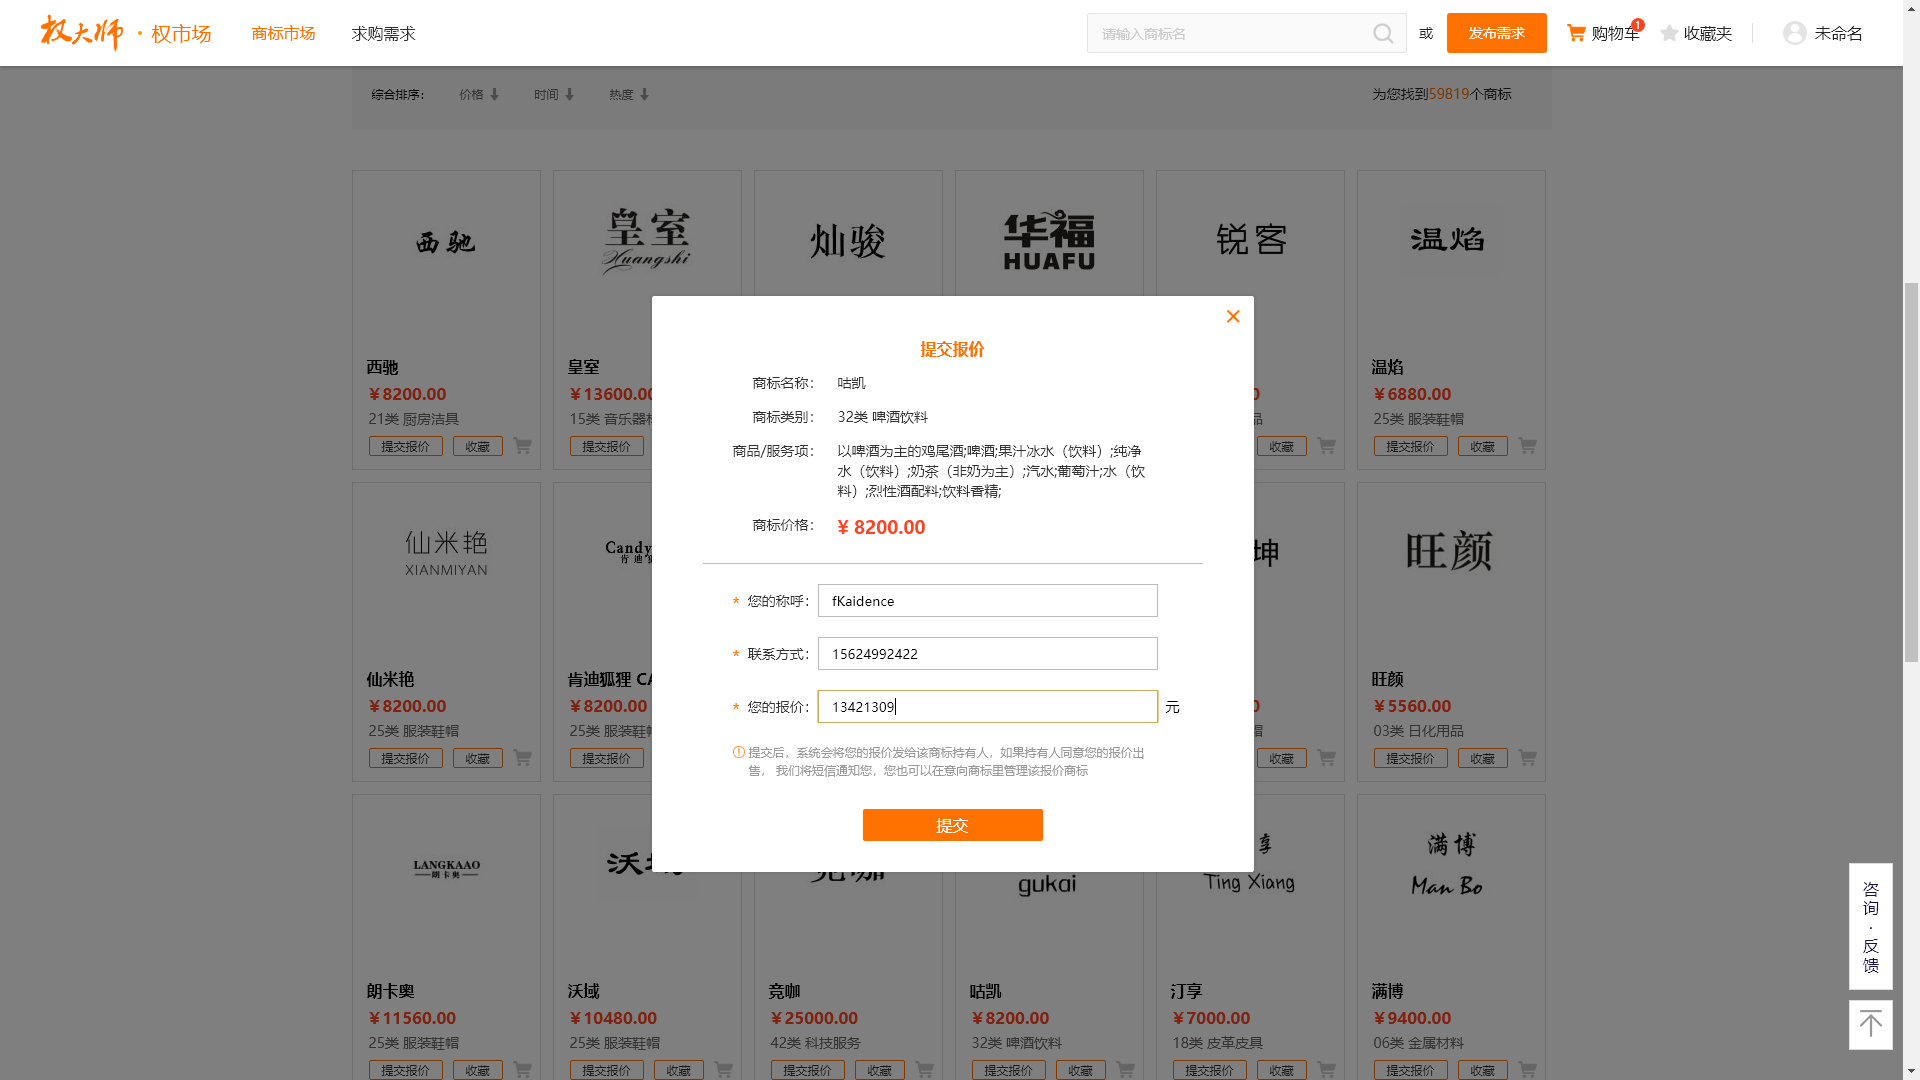 权大师 · 权市场 商标市场 求购需求 请输入商标名 或 发布需求 购物车 1 收藏夹 未命名
综合排序： 价格 时间 热度 为您找到59819个商标
西驰
皇室
Huangshi
灿骏
华福
HUAFU
锐客
温焰
西驰
皇室
温焰
￥8200.00
￥13600.00
￥6880.00
21类 厨房洁具
15类 音乐器
25类 服装鞋帽
提交报价 收藏 提交报价 收藏 提交报价 收藏
×
提交报价
商标名称： 咕凯
商标类别： 32类 啤酒饮料
商品/服务项： 以啤酒为主的鸡尾酒;啤酒;果汁冰水（饮料）;纯净
水（饮料）;奶茶（非奶为主）;汽水;葡萄汁;水（饮
料）;烈性酒配料;饮料香精;
商标价格： ¥ 8200.00
* 您的称呼： fKaidence
* 联系方式： 15624992422
* 您的报价： 13421309 元
提交后，系统会将您的报价发给该商标持有人，如果持有人同意您的报价出
售， 我们将短信通知您，您也可以在意向商标里管理该报价商标
提交
仙米艳
XIANMIYAN
Candy
肯迪
坤
旺颜
仙米艳
肯迪狐狸 CA
旺颜
￥8200.00
￥8200.00
￥5560.00
25类 服装鞋帽
25类 服装鞋帽
03类 日化用品
提交报价 收藏 提交报价 收藏 提交报价 收藏
LANGKAAO
朗卡奥
沃域
竞咖
gukai
享
Ting Xiang
满博
Man Bo
朗卡奥
沃域
竞咖
咕凯
汀享
满博
￥11560.00
￥10480.00
￥25000.00
￥8200.00
￥7000.00
￥9400.00
25类 服装鞋帽
25类 服装鞋帽
42类 科技服务
32类 啤酒饮料
18类 皮革皮具
06类 金属材料
提交报价 收藏 提交报价 收藏 提交报价 收藏 提交报价 收藏 提交报价 收藏 提交报价 收藏
咨
询
·
反
馈